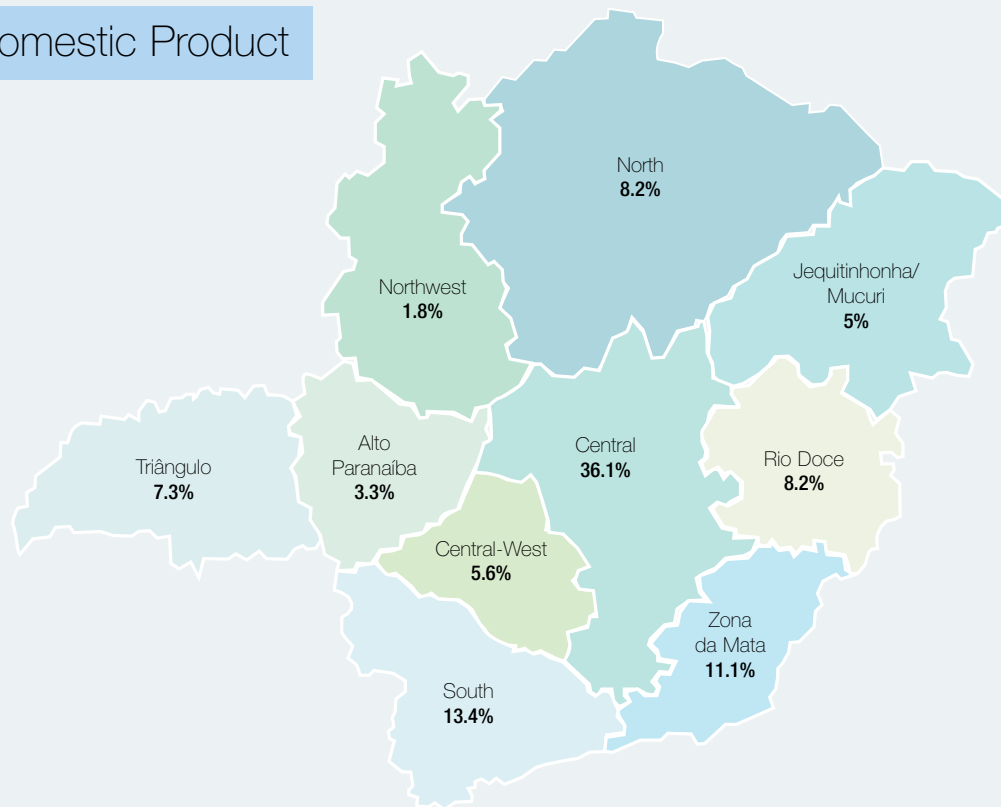 omestic Product
North
8.2%
Jequitinhonha/
Mucuri
5%
Northwest
1.8%
Alto
Paranaíba
3.3%
Central
36.1%
Rio Doce
8.2%
Triângulo
7.3%
Central-West
5.6%
Zona
da Mata
11.1%
South
13.4%